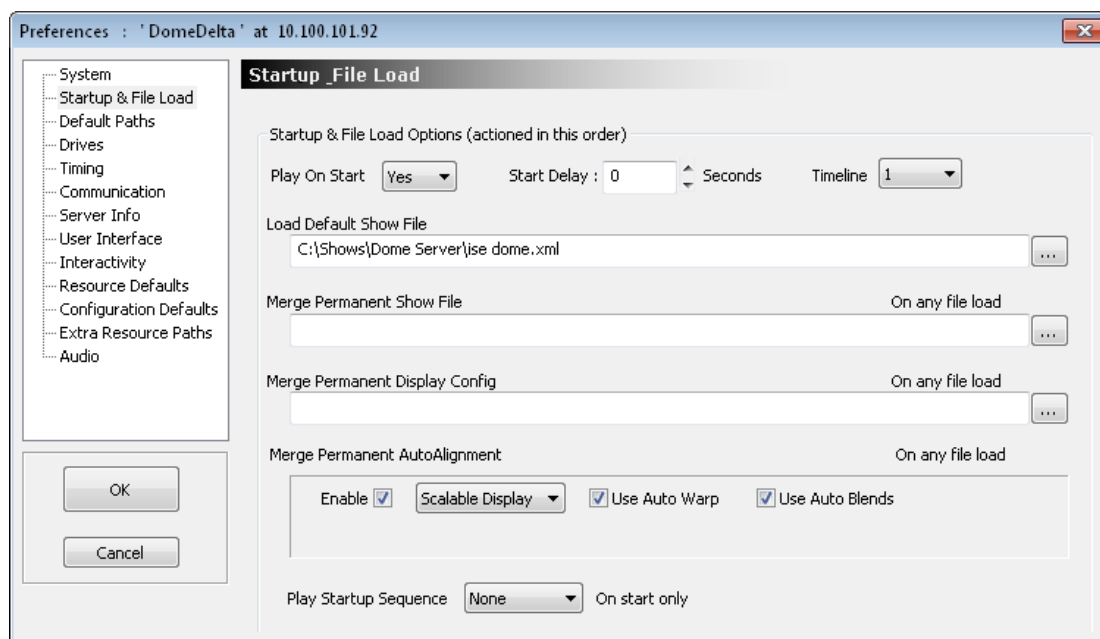 Preferences : 'DomeDelta' at 10.100.101.92
System
Startup & File Load
Default Paths
Drives
Timing
Communication
Server Info
User Interface
Interactivity
Resource Defaults
Configuration Defaults
Extra Resource Paths
Audio
OK
Cancel
Startup _File Load
Startup & File Load Options (actioned in this order)
Play On Start Yes Start Delay : 0 Seconds Timeline 1
Load Default Show File
C:\Shows\Dome Server\ise dome.xml ...
Merge Permanent Show File On any file load
...
Merge Permanent Display Config On any file load
...
Merge Permanent AutoAlignment On any file load
Enable Scalable Display Use Auto Warp Use Auto Blends
Play Startup Sequence None On start only